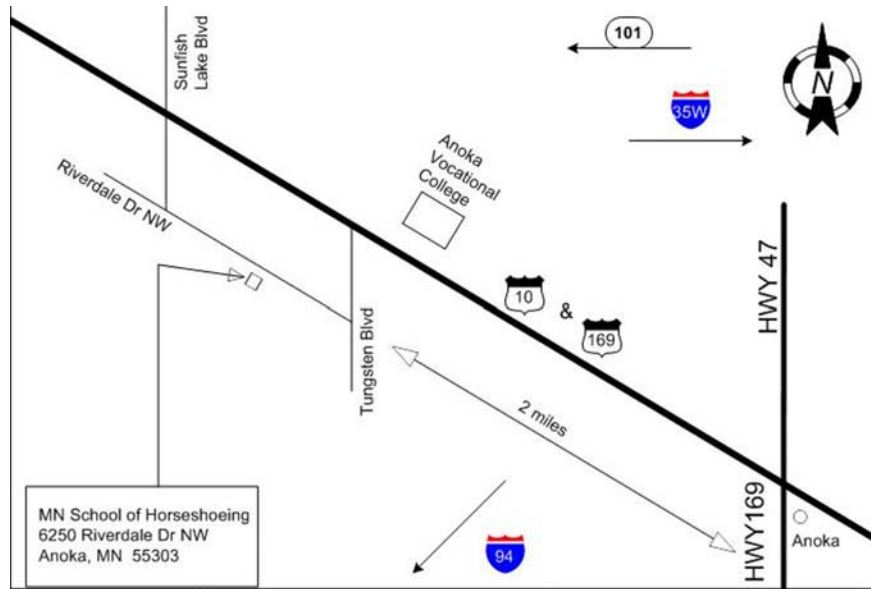 Sunfish
Lake Blvd
101
N
35W
Anoka
Vocational
College
Riverdale Dr NW
HWY 47
10
&
169
Tungsten Blvd
2 miles
MN School of Horseshoeing
6250 Riverdale Dr NW
Anoka, MN 55303
94
HWY169
Anoka